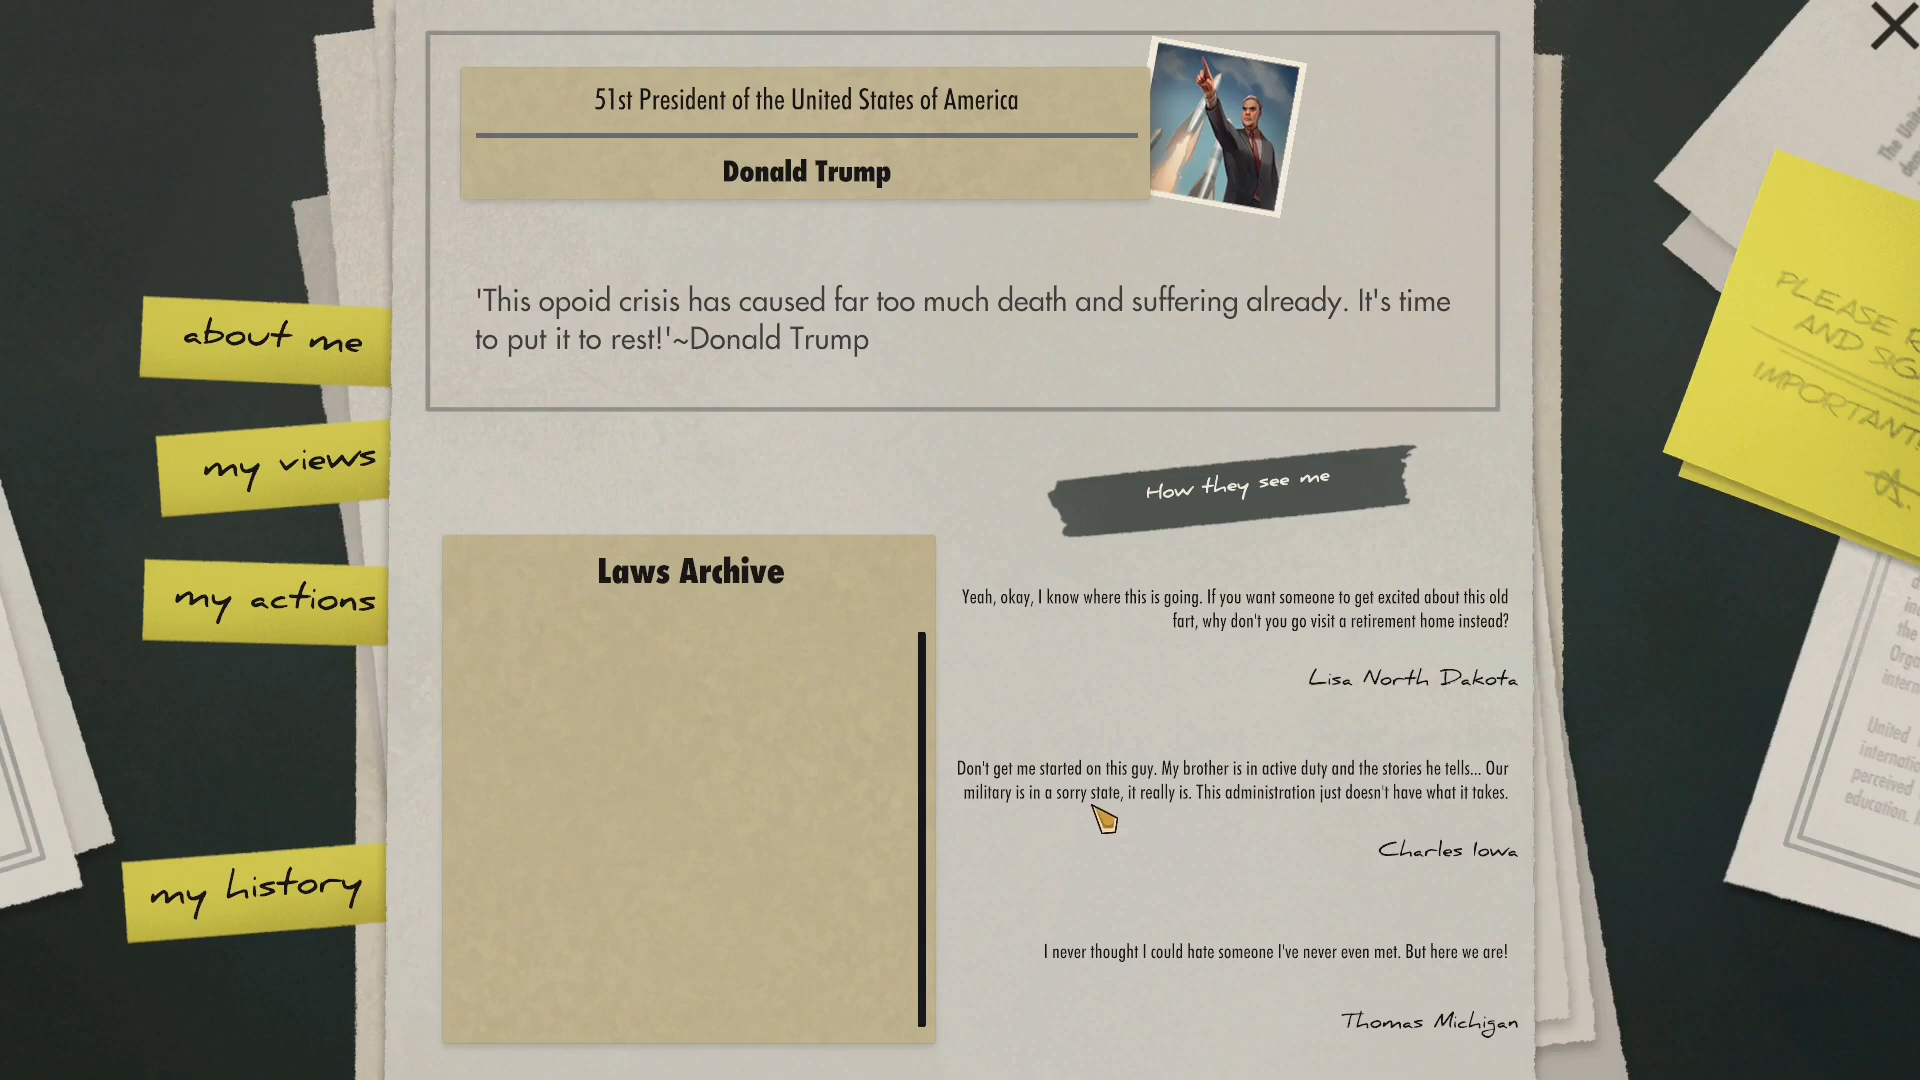 51st President of the United States of America
Donald Trump
'This opoid crisis has caused far too much death and suffering already. It's time
to put it to rest!'~Donald Trump
about me
my views
my actions
my history
How they see me
Laws Archive
Yeah, okay, I know where this is going. If you want someone to get excited about this old
fart, why don't you go visit a retirement home instead?
Lisa North Dakota
Don't get me started on this guy. My brother is in active duty and the stories he tells... Our
military is in a sorry state, it really is. This administration just doesn't have what it takes.
Charles Iowa
I never thought I could hate someone I've never even met. But here we are!
Thomas Michigan
The
PLEASE
AND
IMPORTANT
the
United
internatio
perceived
education.